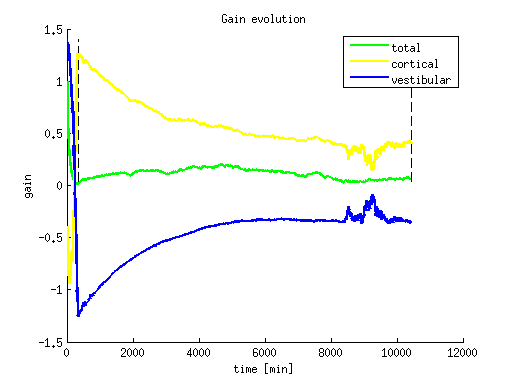 Gain evolution
total
cortical
vestibular
1.5
1
0.5
0
-0.5
-1
-1.5
gain
0 2000 4000 6000 8000 10000 12000
time [min]